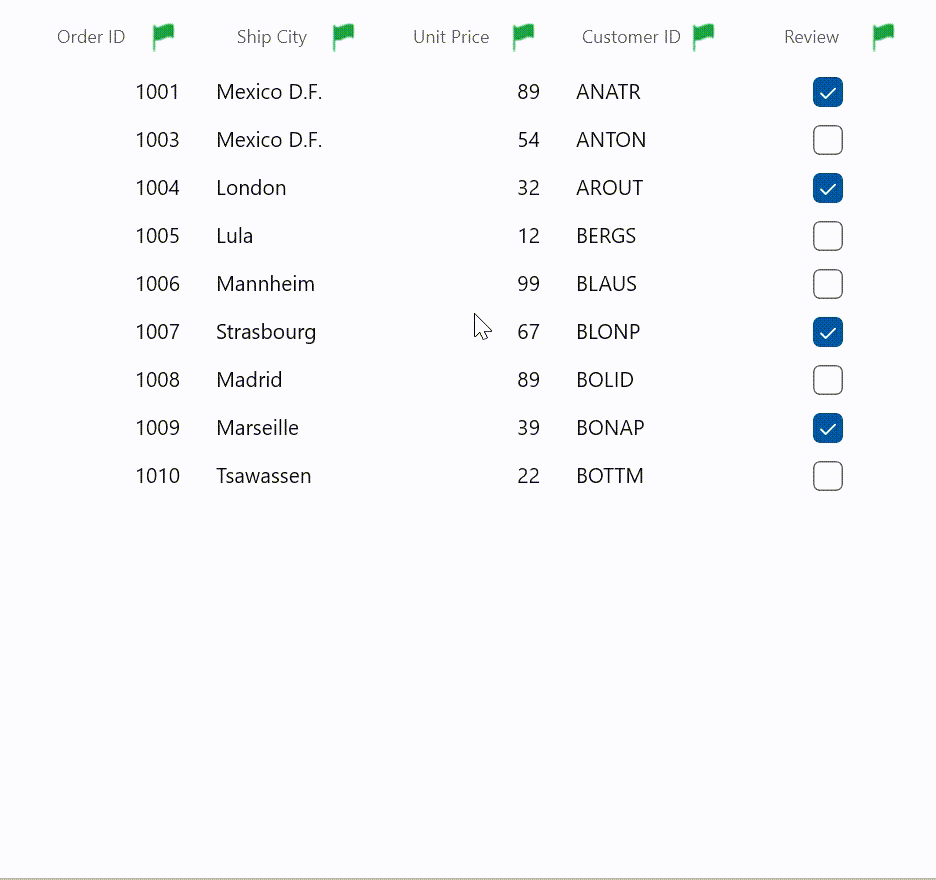 Order ID Ship City Unit Price Customer ID Review
1001 Mexico D.F. 89 ANATR
1003 Mexico D.F. 54 ANTON
1004 London 32 AROUT
1005 Lula 12 BERGS
1006 Mannheim 99 BLAUS
1007 Strasbourg 67 BLONP
1008 Madrid 89 BOLID
1009 Marseille 39 BONAP
1010 Tsawassen 22 BOTTM